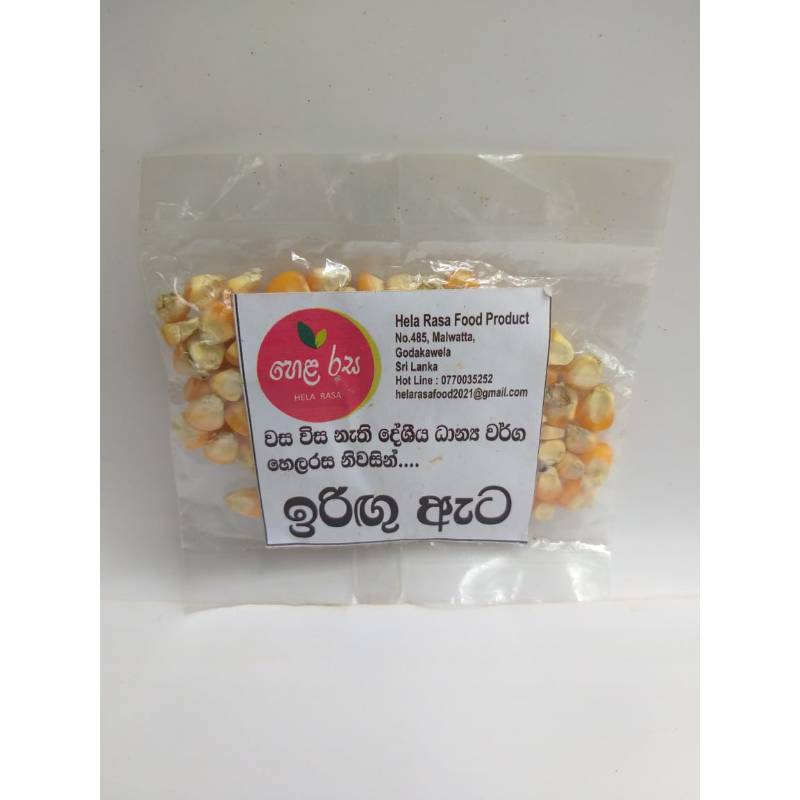 හෙළ රස
HELA RASA
Hela Rasa Food Product
No.485, Malwatta,
Godakawela
Sri Lanka
Hot Line : 0770035252
helarasafood2021@gmail.com
වස විස නැති දේශීය ධාන්‍ය වර්ග
හෙලරස නිවසින්....
ඉරිඟු ඇට